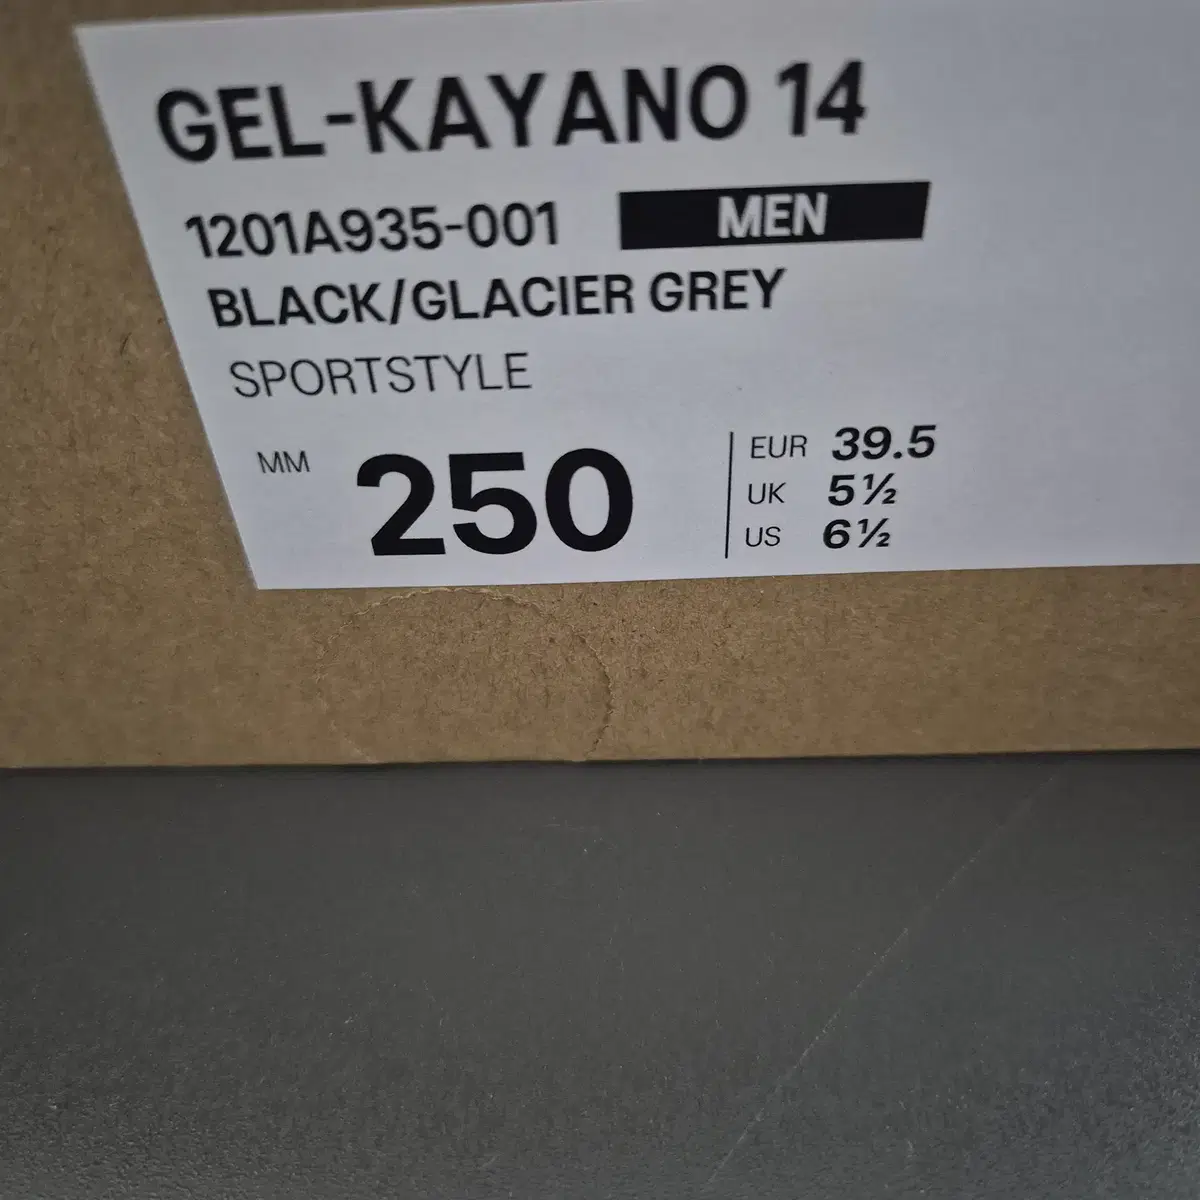 GEL-KAYANO 14
1201A935-001 MEN
BLACK/GLACIER GREY
SPORTSTYLE
MM 250
EUR 39.5
UK 5½
US 6½